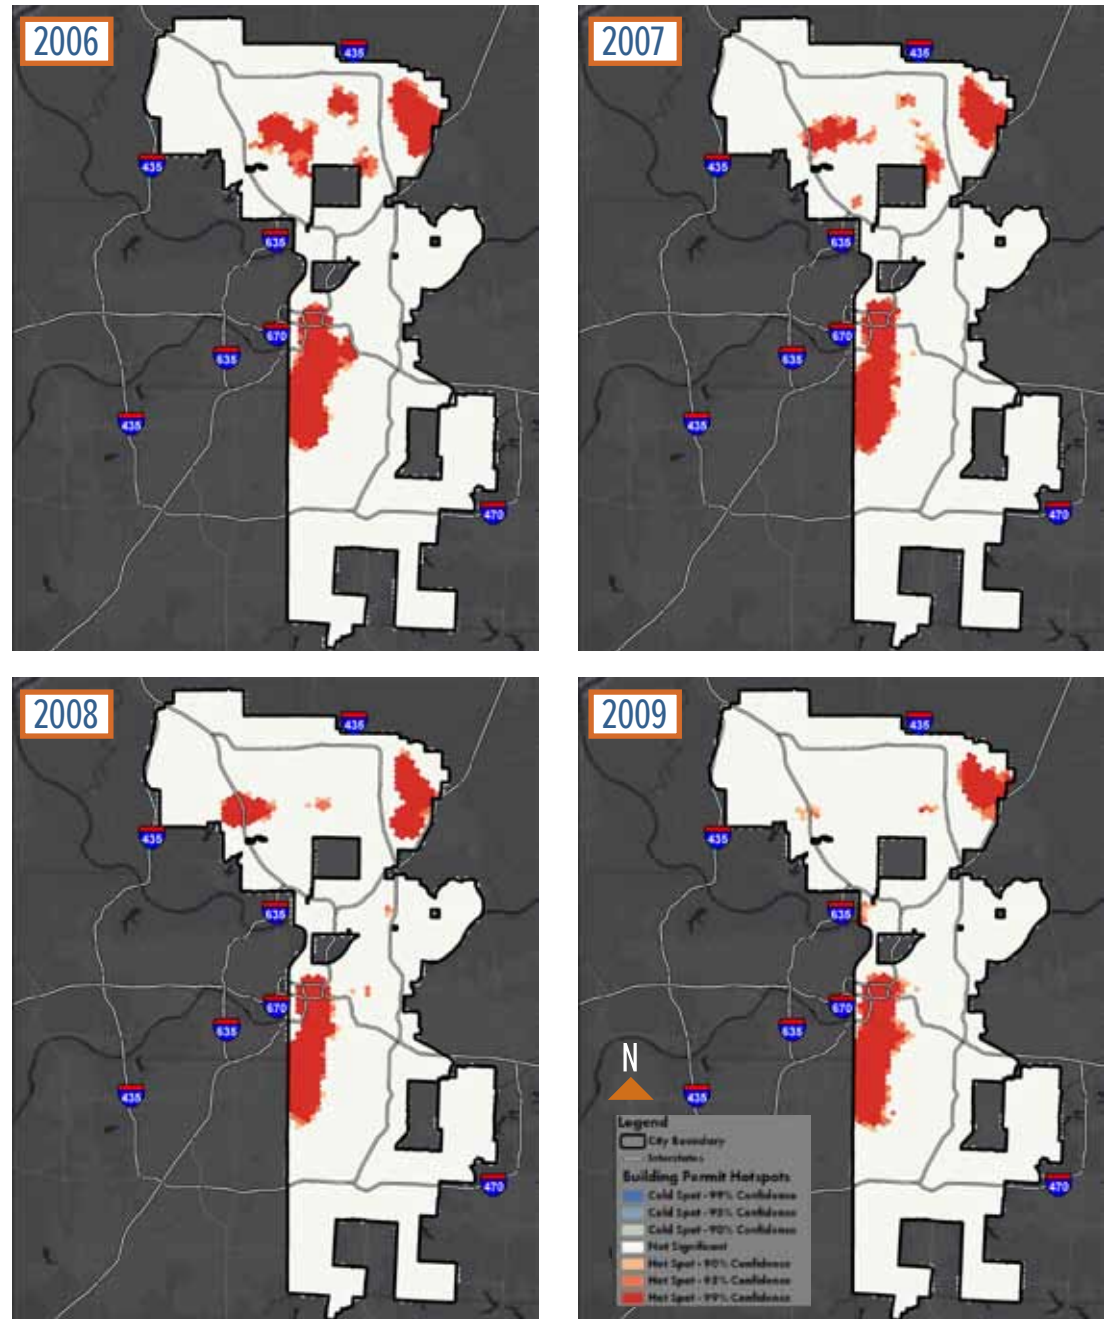 2006
435
435
635
670
635
435
470
2007
435
435
635
670
635
435
470
2008
435
435
635
670
635
435
470
2009
435
435
635
670
635
435
470
N
Legend
City Boundary
Interstates
Building Permit Hotspots
Cold Spot - 99% Confidence
Cold Spot - 95% Confidence
Cold Spot - 90% Confidence
Not Significant
Hot Spot - 90% Confidence
Hot Spot - 95% Confidence
Hot Spot - 99% Confidence